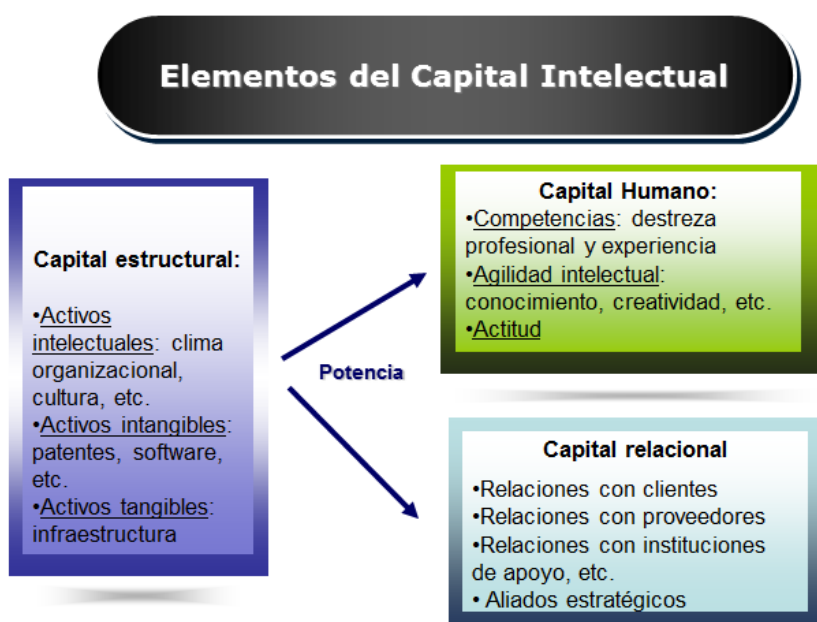 Elementos del Capital Intelectual
Capital estructural:
•Activos
intelectuales: clima
organizacional,
cultura, etc.
•Activos intangibles:
patentes, software,
etc.
•Activos tangibles:
infraestructura
Potencia
Capital Humano:
•Competencias: destreza
profesional y experiencia
•Agilidad intelectual:
conocimiento, creatividad, etc.
•Actitud
Capital relacional
•Relaciones con clientes
•Relaciones con proveedores
•Relaciones con instituciones
de apoyo, etc.
• Aliados estratégicos